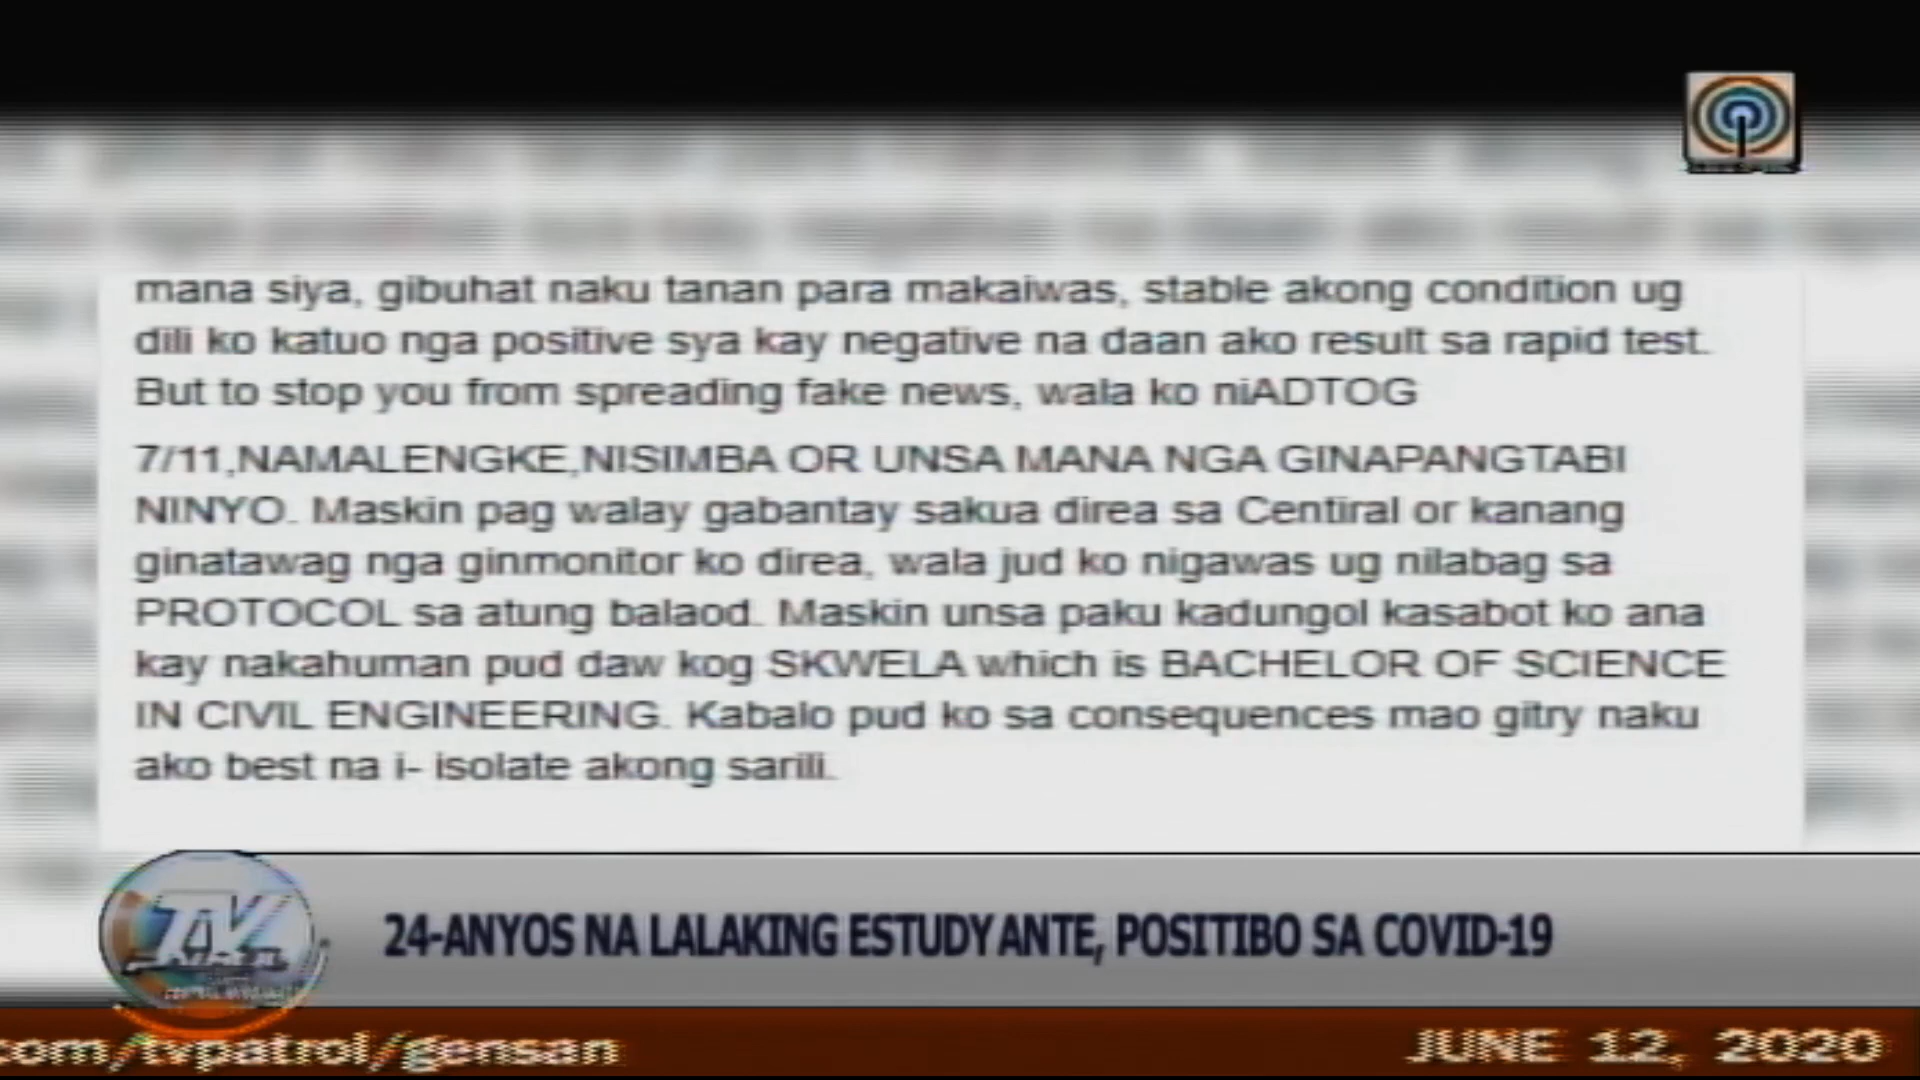 mana siya, gibuhat naku tanan para makaiwas, stable akong condition ug
dili ko katuo nga positive sya kay negative na daan ako result sa rapid test.
But to stop you from spreading fake news, wala ko niADTOG
7/11,NAMALENGKE,NISIMBA OR UNSA MANA NGA GINAPANGTABI
NINYO. Maskin pag walay gabantay sakua direa sa Centiral or kanang
ginatawag nga ginmonitor ko direa, wala jud ko nigawas ug nilabag sa
PROTOCOL sa atung balaod. Maskin unsa paku kadungol kasabot ko ana
kay nakahuman pud daw kog SKWELA which is BACHELOR OF SCIENCE
IN CIVIL ENGINEERING. Kabalo pud ko sa consequences mao gitry naku
ako best na i- isolate akong sarili.
TV
24-ANYOS NA LALAKING ESTUDYANTE, POSITIBO SA COVID-19
com/tvpatrol/gensan
JUNE 12, 2020